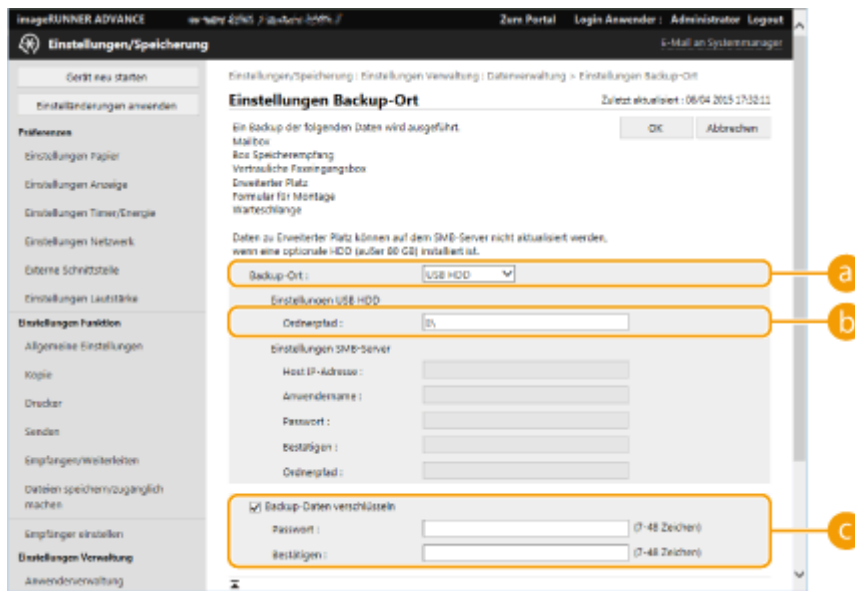 imageRUNNER ADVANCE
Zum Portal Login Anwender : Administrator Logout
Einstellungen/Speicherung
E-Mail an Systemmanager
Gerät neu starten
Einstelländerungen anwenden
Präferenzen
Einstellungen Papier
Einstellungen Anzeige
Einstellungen Timer/Energie
Einstellungen Netzwerk
Externe Schnittstelle
Einstellungen Lautstärke
Einstellungen Funktion
Allgemeine Einstellungen
Kopie
Drucker
Senden
Empfangen/Weiterleiten
Dateien speichern/zugänglich
machen
Empfänger einstellen
Einstellungen Verwaltung
Anwenderverwaltung
Einstellungen/Speicherung : Einstellungen Verwaltung : Datenverwaltung > Einstellungen Backup-Ort
Einstellungen Backup-Ort
Zuletzt aktualisiert : 08/04 2015 17:32:11
Ein Backup der folgenden Daten wird ausgeführt.
OK Abbrechen
Mailbox
Box Speicherempfang
Vertrauliche Faxeingangsbox
Erweiterter Platz
Formular für Montage
Warteschlange
Daten zu Erweiterter Platz können auf dem SMB-Server nicht aktualisiert werden,
wenn eine optionale HDD (außer 80 GB) installiert ist.
Backup-Ort : USB HDD
a
Einstellungen USB HDD
Ordnerpfad :
b
Einstellungen SMB-Server
Host IP-Adresse :
Anwendername :
Passwort :
Bestätigen :
Ordnerpfad :
Backup-Daten verschlüsseln
Passwort : (7-48 Zeichen)
c
Bestätigen : (7-48 Zeichen)